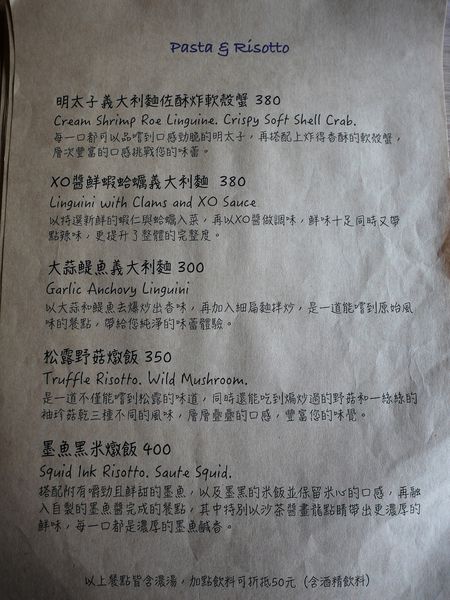 Pasta & Risotto
明太子義大利麵佐酥炸軟殼蟹 380
Cream Shrimp Roe Linguine. Crispy Soft Shell Crab.
每一口都可以品嚐到口感勁脆的明太子，再搭配上炸得香酥的軟殼蟹，
層次豐富的口感挑戰您的味蕾。
XO醬鮮蝦蛤蠣義大利麵 380
Linguini with Clams and XO Sauce
以特選新鮮的蝦仁與蛤蠣入菜，再以XO醬做調味，鮮味十足同時又帶
點辣味，更提升了整體的完整度。
大蒜鯷魚義大利麵 300
Garlic Anchovy Linguini
以大蒜和鯷魚去爆炒出香味，再加入細扁麵拌炒，是一道能嚐到原始風
味的餐點，帶給您純淨的味蕾體驗。
松露野菇燉飯 350
Truffle Risotto. Wild Mushroom.
是一道不僅能嚐到松露的味道，同時還能吃到煸炒過的野菇和一絲絲的
袖珍菇乾三種不同的風味，層層疊疊的口感，豐富您的味覺。
墨魚黑米燉飯 400
Squid Ink Risotto. Saute Squid.
搭配附有嚼勁且鮮甜的墨魚，以及墨黑的米飯並保留米心的口感，再融
入自製的墨魚醬完成的餐點，其中特別以沙茶醬畫龍點睛帶出更濃厚的
鮮味，每一口都是濃厚的墨魚鹹香。
以上餐點皆含濃湯，加點飲料可折抵50元（含酒精飲料）